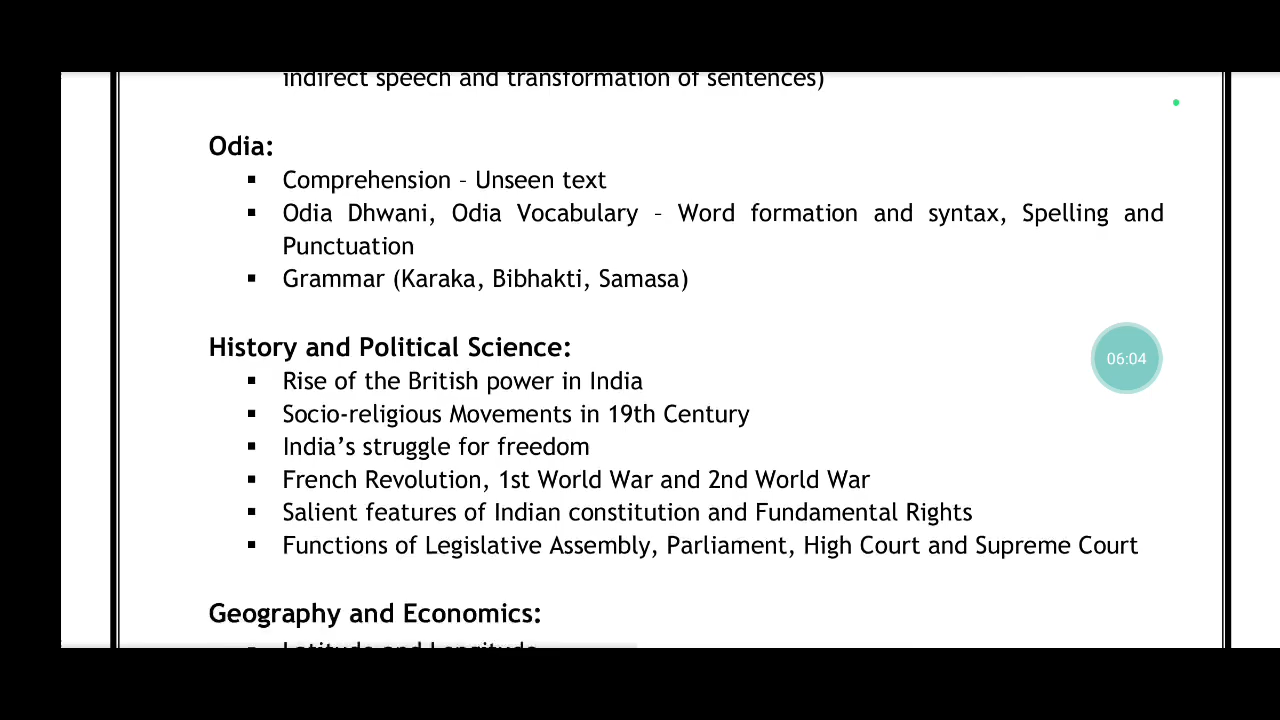 indirect speech and transformation of sentences)
Odia:
▪ Comprehension – Unseen text
▪ Odia Dhwani, Odia Vocabulary – Word formation and syntax, Spelling and
Punctuation
▪ Grammar (Karaka, Bibhakti, Samasa)
History and Political Science:
▪ Rise of the British power in India
▪ Socio-religious Movements in 19th Century
▪ India’s struggle for freedom
06:04
▪ French Revolution, 1st World War and 2nd World War
▪ Salient features of Indian constitution and Fundamental Rights
▪ Functions of Legislative Assembly, Parliament, High Court and Supreme Court
Geography and Economics:
▪ Latitude and Longitude